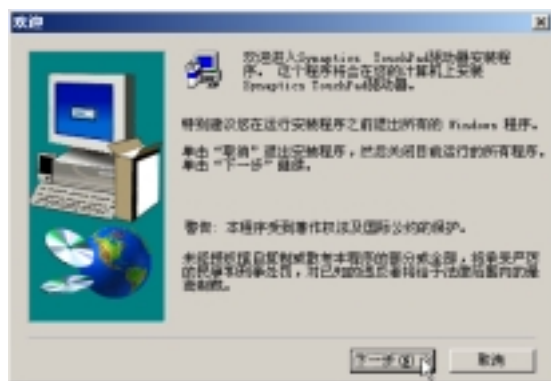 欢迎
欢迎进入Synaptics TouchPad驱动器安装程
序。 这个程序将会在您的计算机上安装
Synaptics TouchPad驱动器。
特别建议您在运行安装程序之前退出所有的 Windows 程序。
单击 “取消” 退出安装程序，然后关闭目前运行的所有程序。
单击 “下一步” 继续。
警告: 本程序受到著作权法及国际公约的保护。
未经授权擅自复制或散布本程序的部分或全部，将承受严厉
的民事和刑事处罚，对已知的违反者将给予法律范围内的最
下一步(N)
取消